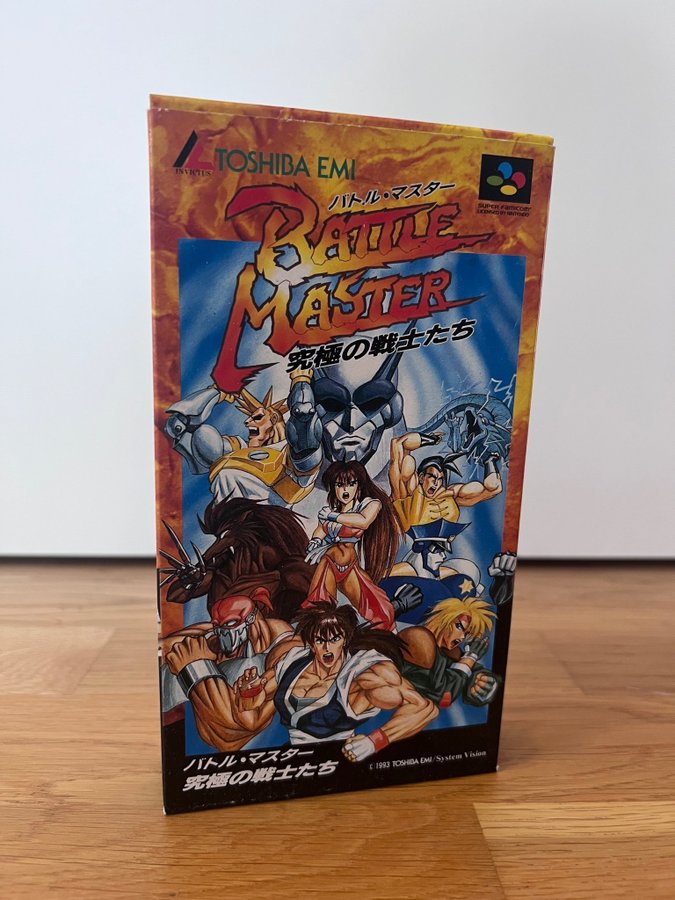 INVICTUS
TOSHIBA EMI
バトル・マスター
SUPER FAMICOM
LICENSED BY NINTENDO
BATTLE
MASTER
究極の戦士たち
バトル・マスター
究極の戦士たち
© 1993 TOSHIBA EMI/System Vision